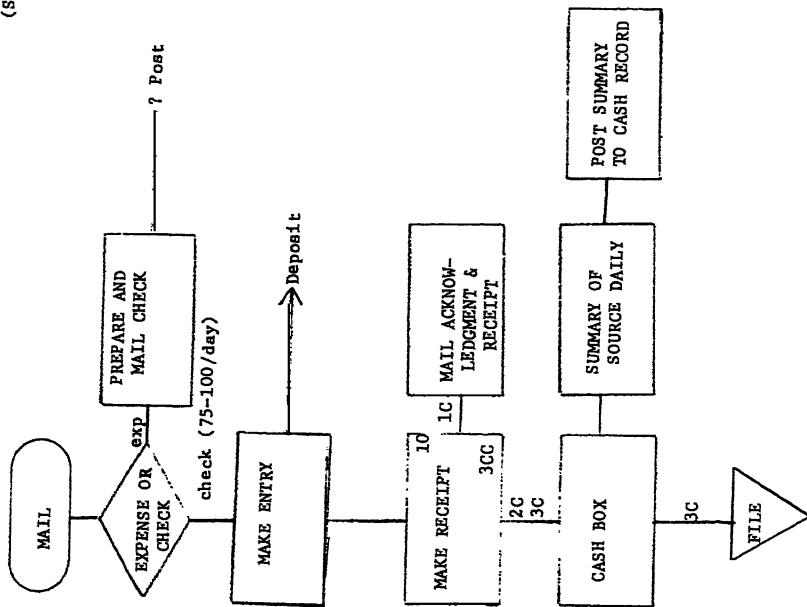 (s
MAIL
EXPENSE OR
CHECK
exp
PREPARE AND
MAIL CHECK
? Post
check (75-100/day)
MAKE ENTRY
Deposit
MAKE RECEIPT
10
3CC
1C
MAIL ACKNOW-
LEDGMENT &
RECEIPT
2C
3C
CASH BOX
SUMMARY OF
SOURCE DAILY
POST SUMMARY
TO CASH RECORD
3C
FILE